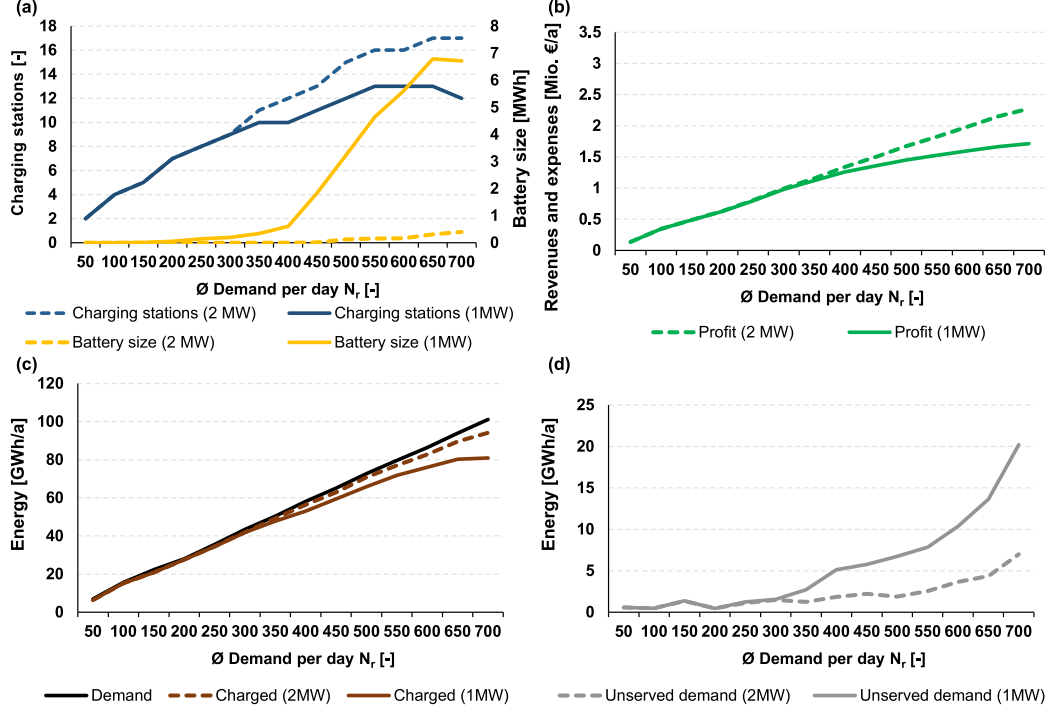 (a)
18
16
14
12
10
8
6
4
2
0
Charging stations [-]
8
7
6
5
4
3
2
1
0
Battery size [MWh]
50 100 150 200 250 300 350 400 450 500 550 600 650 700
Ø Demand per day Nr [-]
Charging stations (2 MW)
Charging stations (1MW)
Battery size (2 MW)
Battery size (1MW)
(b)
3.5
3
2.5
2
1.5
1
0.5
0
Revenues and expenses [Mio. €/a]
50 100 150 200 250 300 350 400 450 500 550 600 650 700
Ø Demand per day Nr [-]
Profit (2 MW)
Profit (1MW)
(c)
120
100
80
60
40
20
0
Energy [GWh/a]
50 100 150 200 250 300 350 400 450 500 550 600 650 700
Ø Demand per day Nr [-]
Demand
Charged (2MW)
Charged (1MW)
(d)
25
20
15
10
5
0
Energy [GWh/a]
50 100 150 200 250 300 350 400 450 500 550 600 650 700
Ø Demand per day Nr [-]
Unserved demand (2MW)
Unserved demand (1MW)